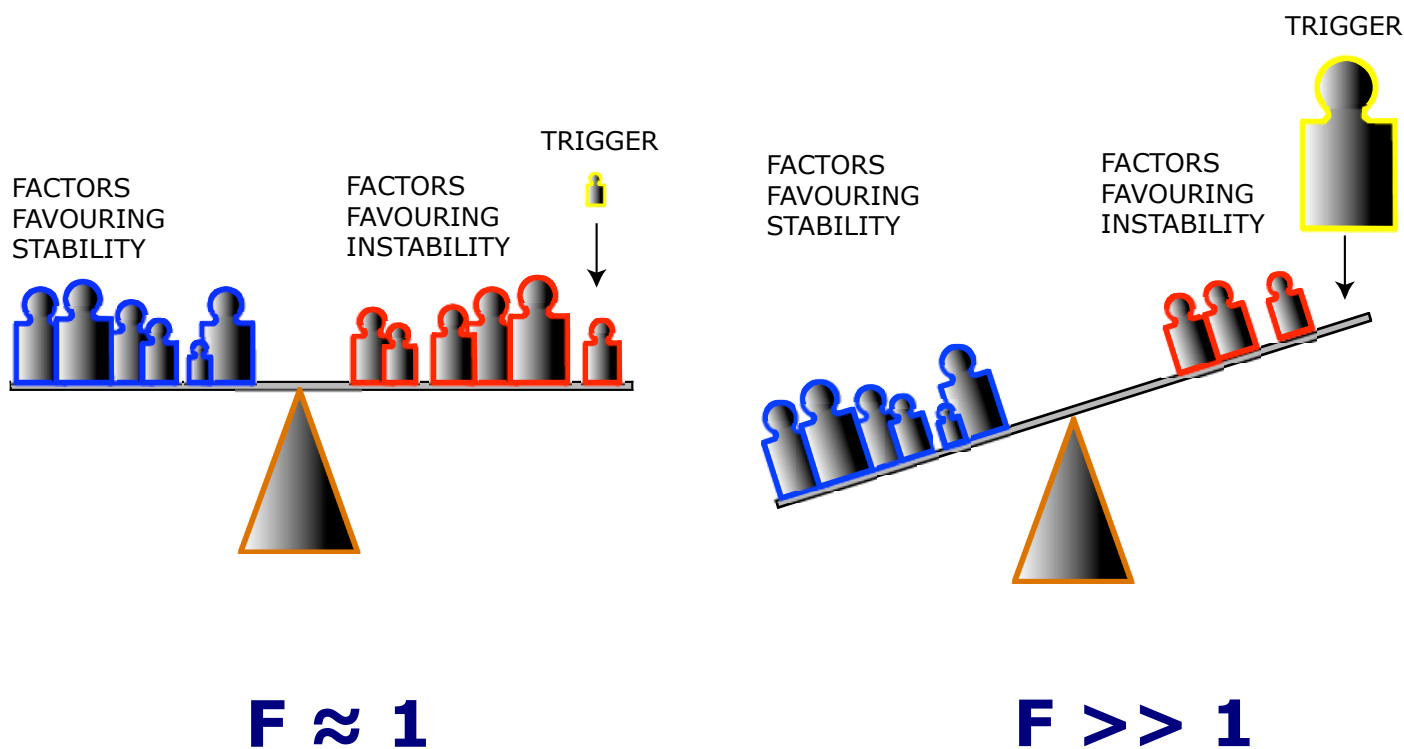 TRIGGER
FACTORS
FAVOURING
STABILITY
FACTORS
FAVOURING
INSTABILITY
F ≈ 1
TRIGGER
FACTORS
FAVOURING
STABILITY
FACTORS
FAVOURING
INSTABILITY
F >> 1